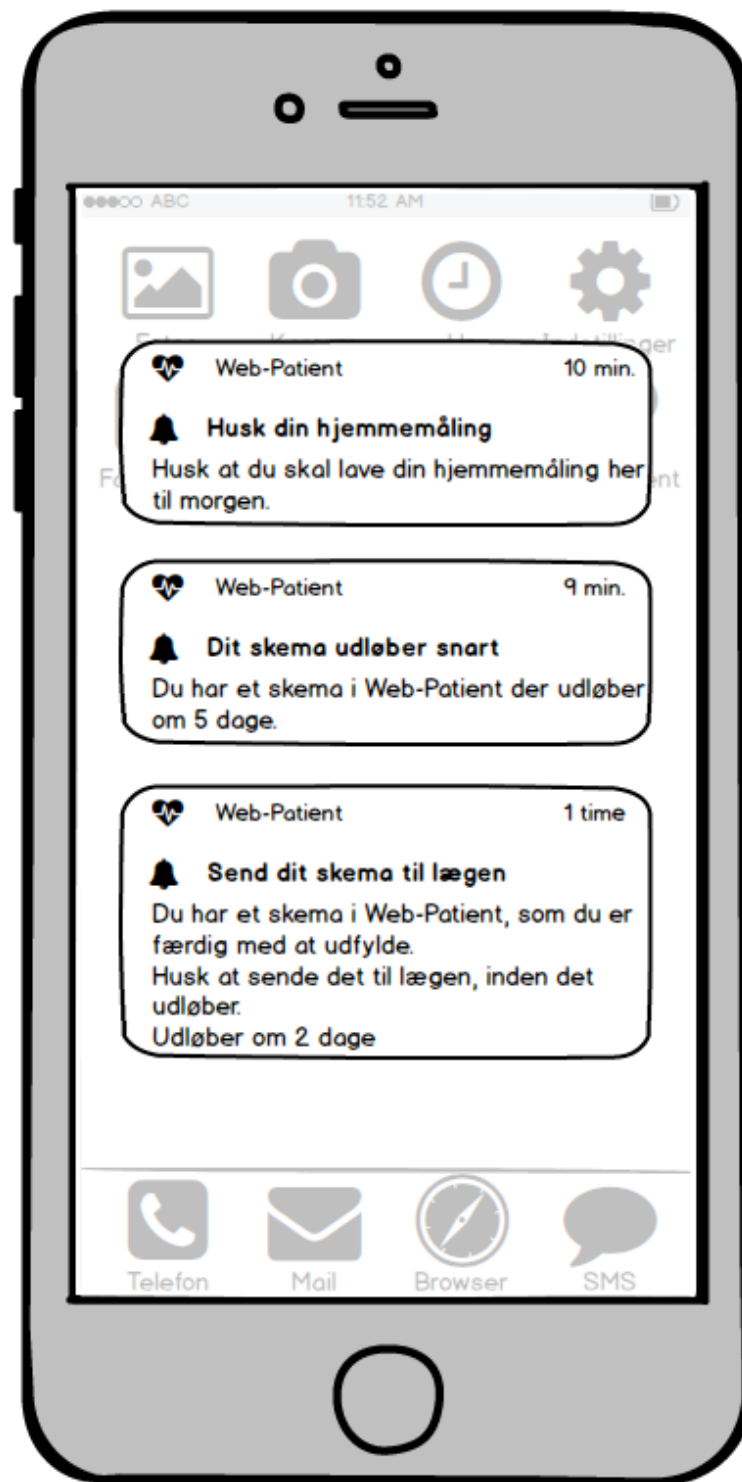 ABC 11:52 AM
Web-Patient 10 min.
Husk din hjemmemåling
Husk at du skal lave din hjemmemåling her
til morgen.
Web-Patient 9 min.
Dit skema udløber snart
Du har et skema i Web-Patient der udløber
om 5 dage.
Web-Patient 1 time
Send dit skema til lægen
Du har et skema i Web-Patient, som du er
færdig med at udfylde.
Husk at sende det til lægen, inden det
udløber.
Udløber om 2 dage
Telefon Mail Browser SMS